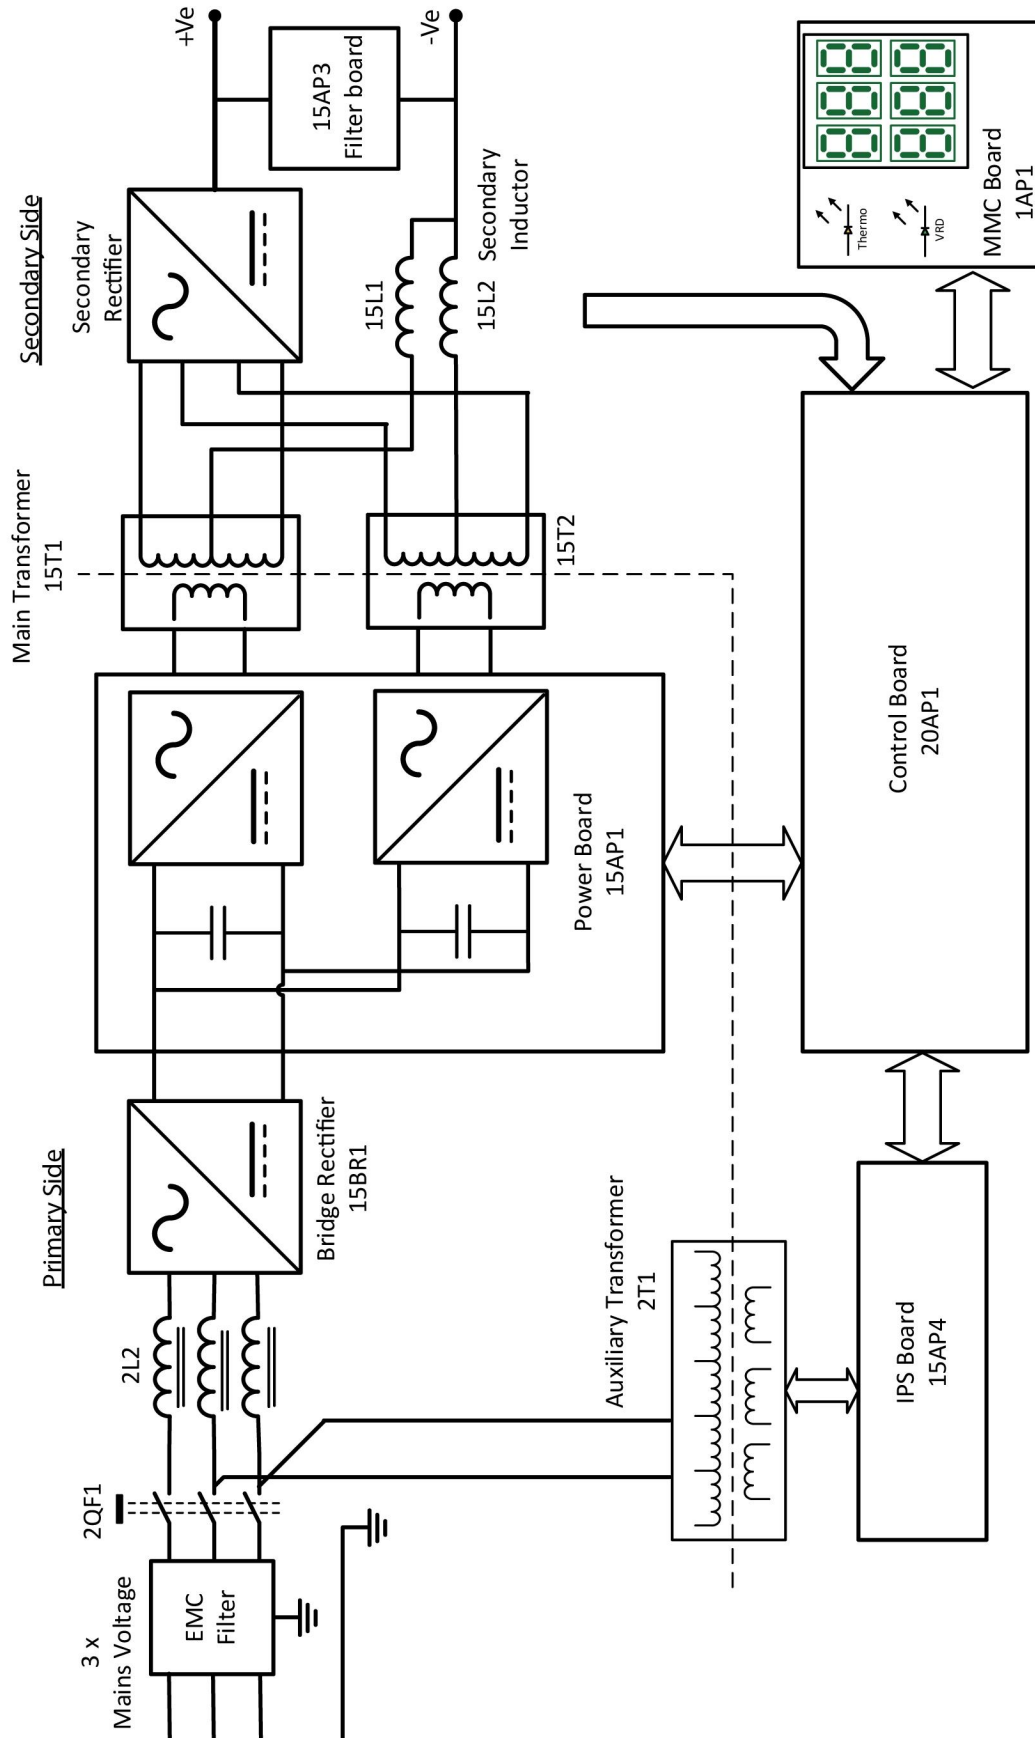 Primary Side
Secondary Side
3 x
Mains Voltage
EMC
Filter
2QF1
2L2
Bridge Rectifier
15BR1
Power Board
15AP1
Main Transformer
15T1
15T2
Secondary
Rectifier
15L1
15L2
Secondary
Inductor
+Ve
15AP3
Filter board
-Ve
Auxiliary Transformer
2T1
IPS Board
15AP4
Control Board
20AP1
Thermo
VRD
888
888
MMC Board
1AP1